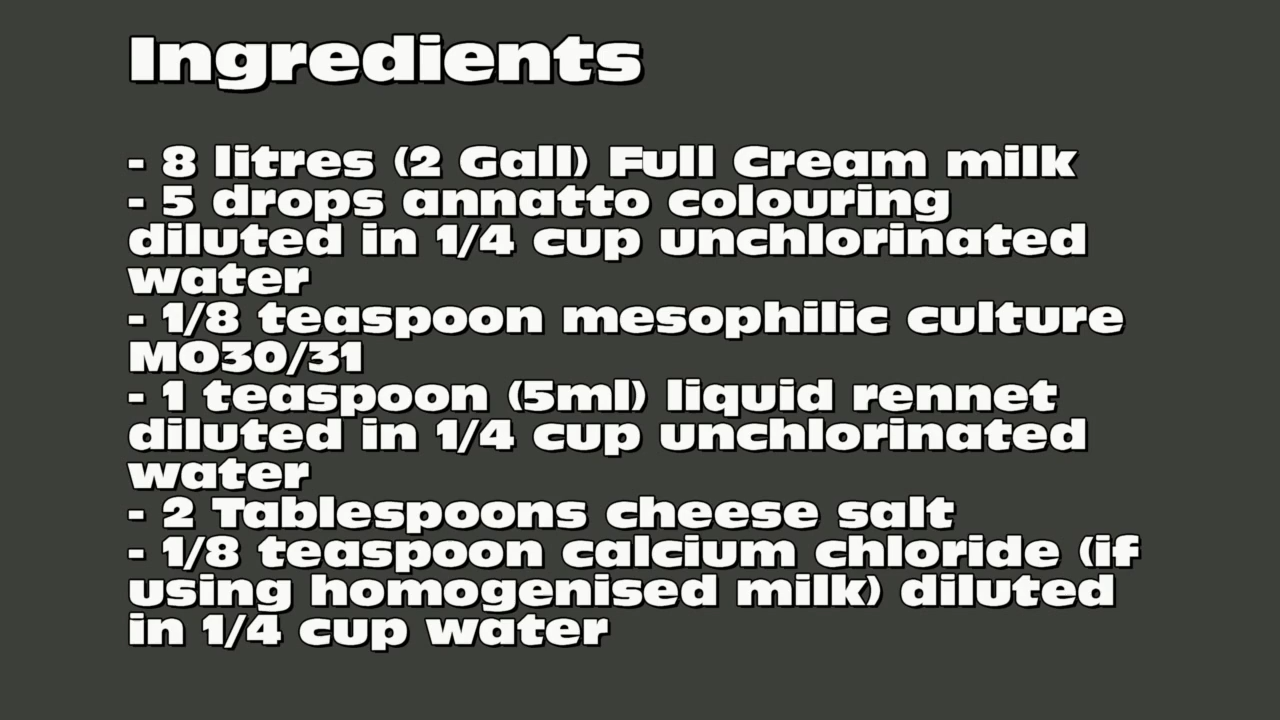 Ingredients
- 8 litres (2 Gall) Full Cream milk
- 5 drops annatto colouring
diluted in 1/4 cup unchlorinated
water
- 1/8 teaspoon mesophilic culture
MO30/31
- 1 teaspoon (5ml) liquid rennet
diluted in 1/4 cup unchlorinated
water
- 2 Tablespoons cheese salt
- 1/8 teaspoon calcium chloride (if
using homogenised milk) diluted
in 1/4 cup water